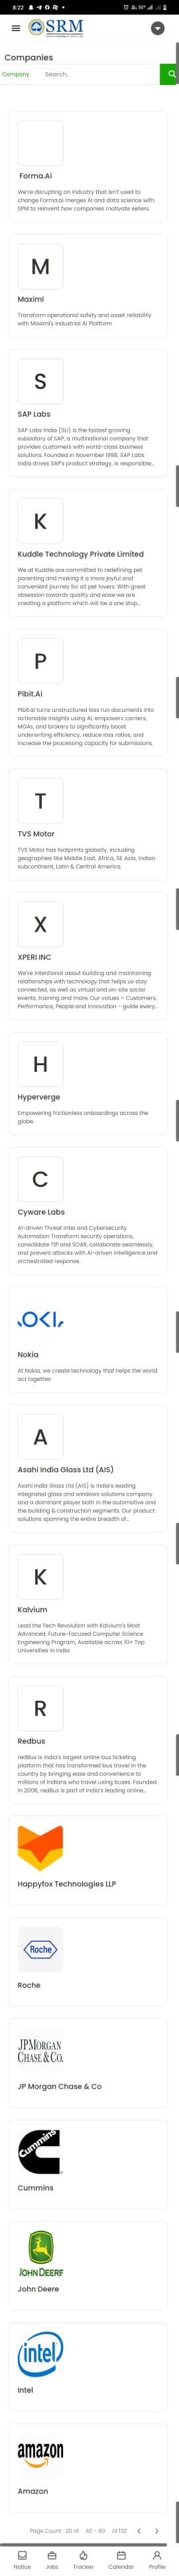 8:22
SRM
Companies
Company
Search..
Forma.Ai
We're disrupting an industry that isn't used to
change Forma.ai merges AI and data science with
SPM to reinvent how companies motivate sellers.
M
Maximl
Transform operational safety and asset reliability
with Maximl's Industrial AI Platform
S
SAP Labs
SAP Labs India (SLI) is the fastest growing
subsidiary of SAP, a multinational company that
provides customers with world-class business
solutions. Founded in November 1998, SAP Labs
India drives SAP's product strategy, is responsible...
K
Kuddle Technology Private Limited
We at Kuddle are committed to redefining pet
parenting and making it a more joyful and
convenient journey for all pet lovers. With great
obsession towards quality and ease we are
creating a platform which will be a one stop...
P
Pibit.Ai
Pibit.ai turns unstructured loss run documents into
actionable insights using AI, empowers carriers,
MGAs, and brokers to significantly boost
underwriting efficiency, reduce loss ratios, and
increase the processing capacity for submissions.
T
TVS Motor
TVS Motor has footprints globally, including
geographies like Middle East, Africa, SE Asia, Indian
subcontinent, Latin & Central America.
X
XPERI INC
We're intentional about building and maintaining
relationships with technology that helps us stay
connected, as well as virtual and on-site social
events, training and more. Our values – Customers,
Performance, People and Innovation – guide every...
H
Hyperverge
Empowering frictionless onboardings across the
globe.
C
Cyware Labs
AI-driven Threat Intel and Cybersecurity
Automation Transform security operations,
consolidate TIP and SOAR, collaborate seamlessly,
and prevent attacks with AI-driven intelligence and
orchestrated response.
Nokia
At Nokia, we create technology that helps the world
act together
A
Asahi India Glass Ltd (AIS)
Asahi India Glass Ltd (AIS) is India's leading
integrated glass and windows solutions company
and a dominant player both in the automotive and
the building & construction segments. Our product
solutions spanning the entire breadth of...
K
Kalvium
Lead the Tech Revolution with Kalvium's Most
Advanced, Future-Focused Computer Science
Engineering Program, Available across 10+ Top
Universities in India
R
Redbus
redBus is India's largest online bus ticketing
platform that has transformed bus travel in the
country by bringing ease and convenience to
millions of Indians who travel using buses. Founded
in 2006, redBus is part of India's leading online...
Happyfox Technologies LLP
Roche
Roche
JPMORGAN
CHASE & CO.
JP Morgan Chase & Co
Cummins
Cummins
JOHN DEERE
John Deere
intel
Intel
amazon
Amazon
Page Count : 20 of 40 - 60 of 132
Notice Jobs Tracker Calendar Profile